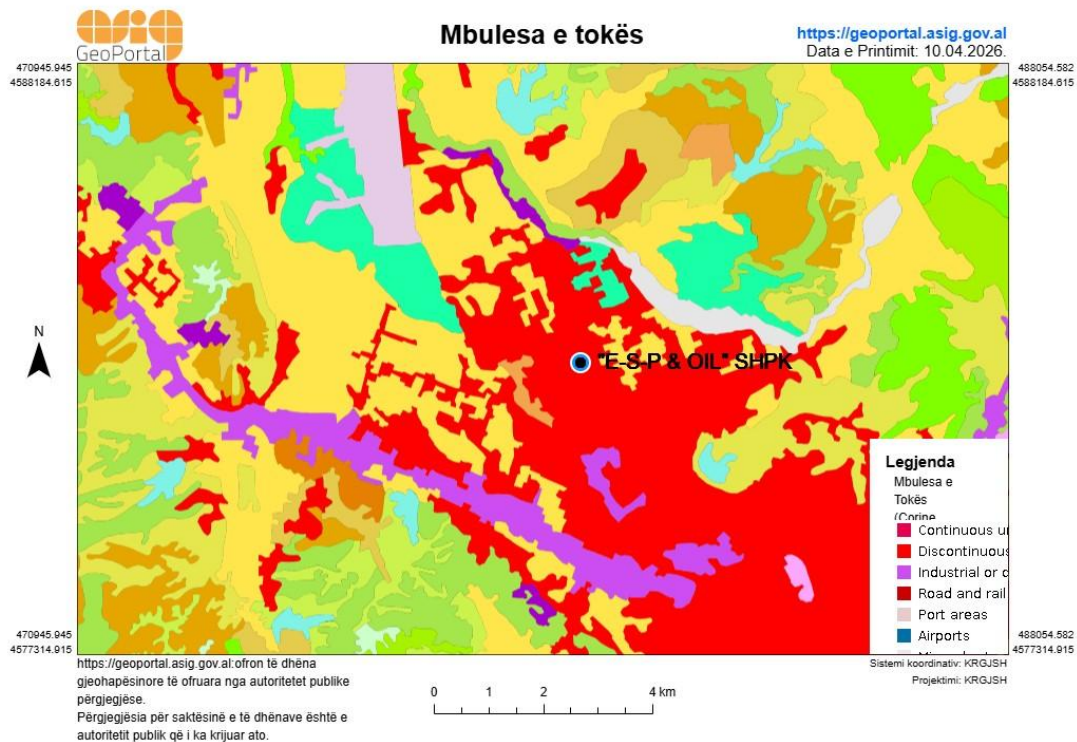 asig
GeoPortal
Mbulesa e tokës
https://geoportal.asig.gov.al
Data e Printimit: 10.04.2026.
470945.945
4588184.615
488054.582
4588184.615
N
"E-S-P & OIL" SHPK
Legjenda
Mbulesa e
Tokës
(Corine
Continuous u
Discontinuous
Industrial or c
Road and rail
Port areas
Airports
470945.945
4577314.915
488054.582
4577314.915
https://geoportal.asig.gov.al:ofron të dhëna
gjeohapësinore të ofruara nga autoritetet publike
përgjegjëse.
Përgjegjësia për saktësinë e të dhënave është e
autoritetit publik që i ka krijuar ato.
0 1 2 4 km
Sistemi koordinativ: KRGJSH
Projektimi: KRGJSH